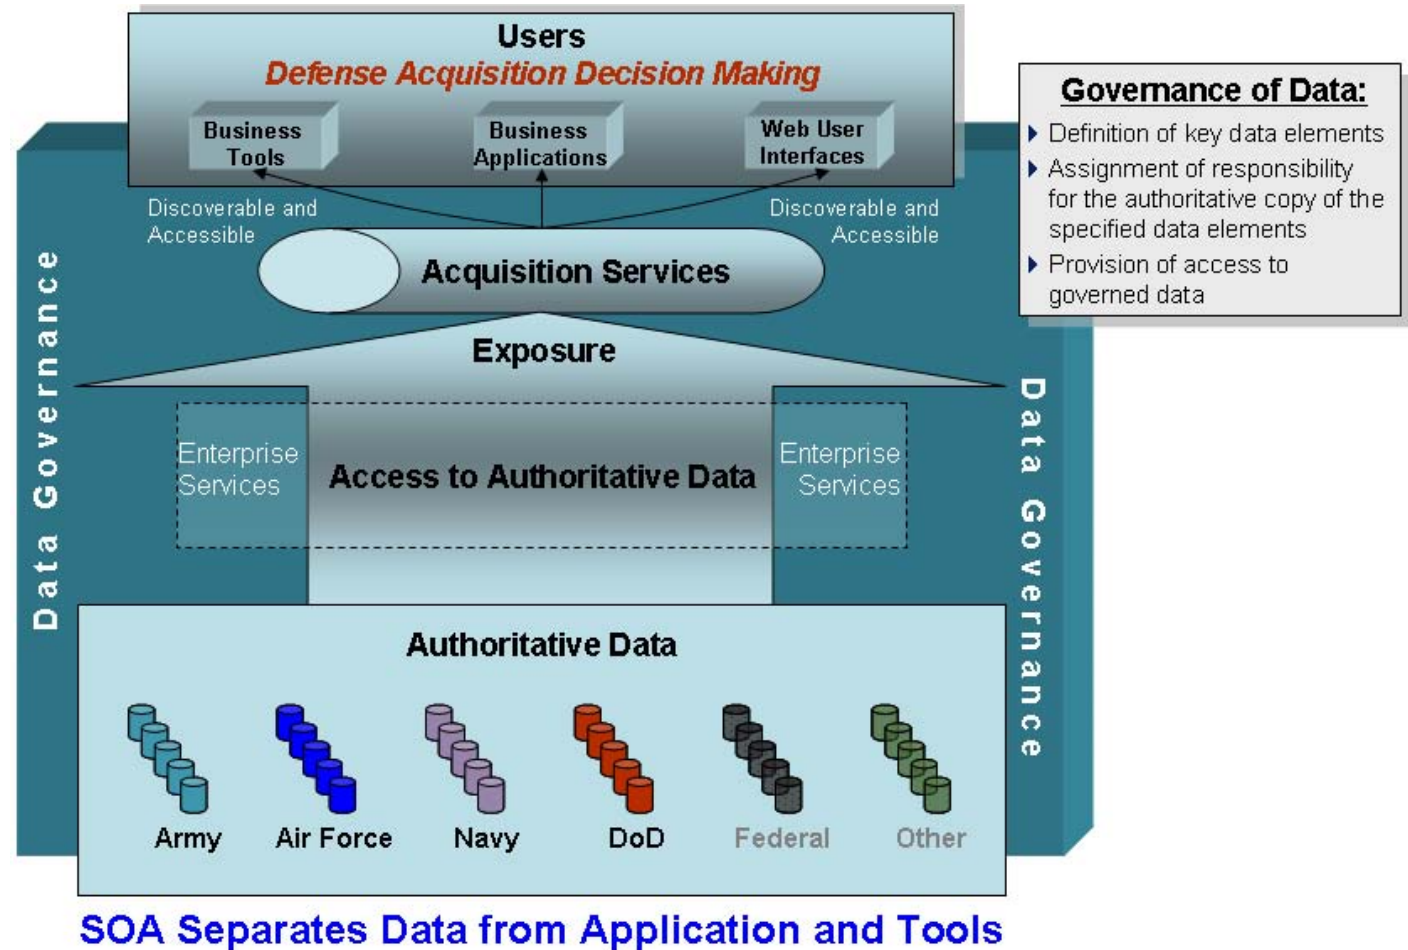 Users
Defense Acquisition Decision Making
Business
Tools
Business
Applications
Web User
Interfaces
Discoverable and
Accessible
Discoverable and
Accessible
Acquisition Services
Exposure
Enterprise
Services
Access to Authoritative Data
Enterprise
Services
Data Governance
Data Governance
Authoritative Data
Army
Air Force
Navy
DoD
Federal
Other
Governance of Data:
Definition of key data elements
Assignment of responsibility
for the authoritative copy of the
specified data elements
Provision of access to
governed data
SOA Separates Data from Application and Tools